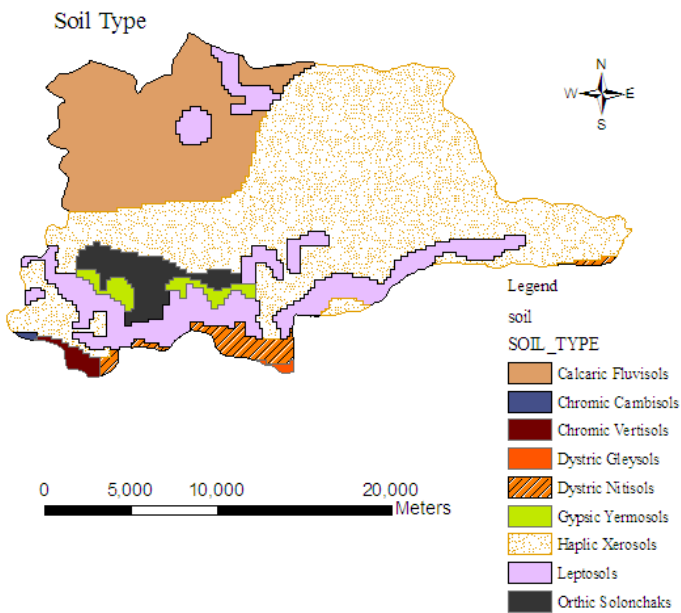 Soil Type
N
W E
S
Legend
soil
SOIL_TYPE
Calcaric Fluvisols
Chromic Cambisols
Chromic Vertisols
Dystric Gleysols
Dystric Nitisols
Gypsic Yermosols
Haplic Xerosols
Leptosols
Orthic Solonchaks
0 5,000 10,000 20,000
Meters